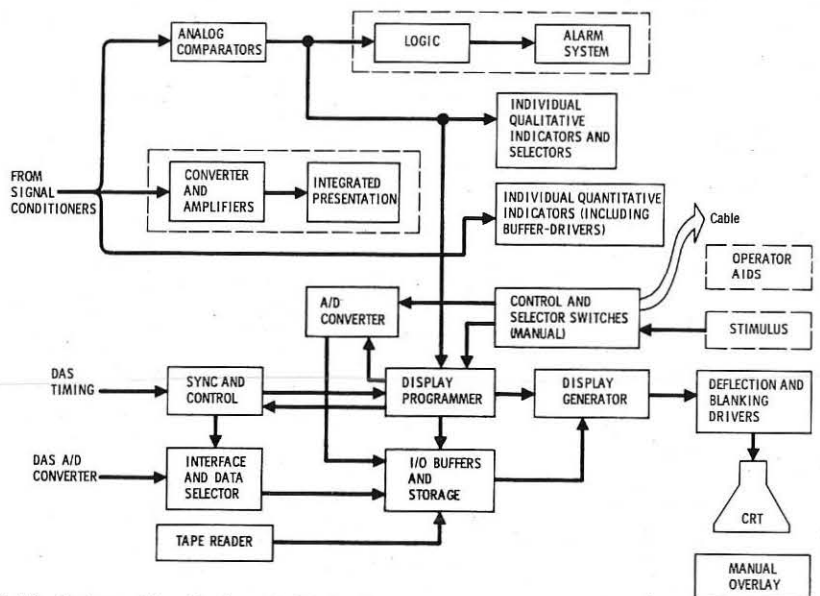 ANALOG
COMPARATORS
LOGIC
ALARM
SYSTEM
INDIVIDUAL
QUALITATIVE
INDICATORS AND
SELECTORS
FROM
SIGNAL
CONDITIONERS
CONVERTER
AND
AMPLIFIERS
INTEGRATED
PRESENTATION
INDIVIDUAL QUANTITATIVE
INDICATORS (INCLUDING
BUFFER-DRIVERS)
Cable
OPERATOR
AIDS
A/D
CONVERTER
CONTROL AND
SELECTOR SWITCHES
(MANUAL)
STIMULUS
DAS
TIMING
SYNC AND
CONTROL
DISPLAY
PROGRAMMER
DISPLAY
GENERATOR
DEFLECTION AND
BLANKING
DRIVERS
DAS A/D
CONVERTER
INTERFACE
AND DATA
SELECTOR
I/O BUFFERS
AND
STORAGE
CRT
TAPE READER
MANUAL
OVERLAY